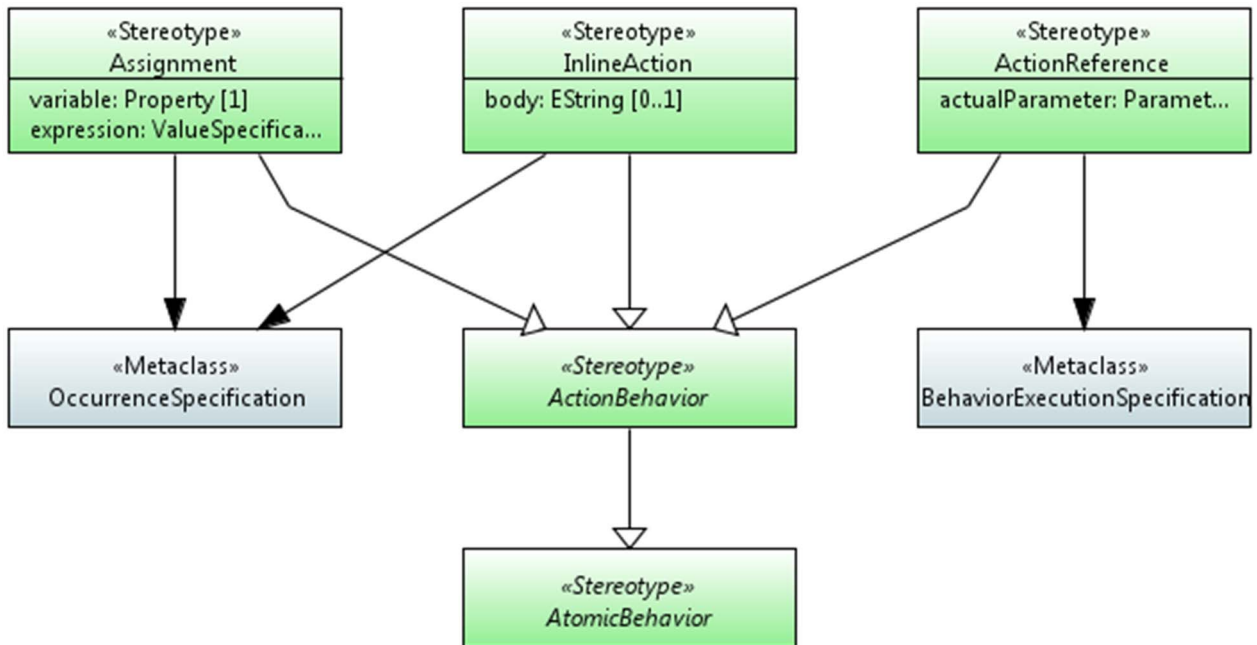 «Stereotype»
Assignment
variable: Property [1]
expression: ValueSpecifica...
«Stereotype»
InlineAction
body: EString [0..1]
«Stereotype»
ActionReference
actualParameter: Paramet...
«Metaclass»
OccurrenceSpecification
«Stereotype»
ActionBehavior
«Metaclass»
BehaviorExecutionSpecification
«Stereotype»
AtomicBehavior